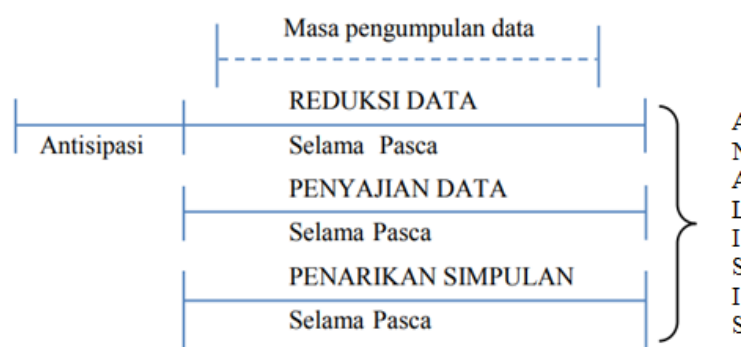 Masa pengumpulan data
REDUKSI DATA
Antisipasi
Selama Pasca
PENYAJIAN DATA
Selama Pasca
PENARIKAN SIMPULAN
Selama Pasca
A
N
A
L
I
S
I
S